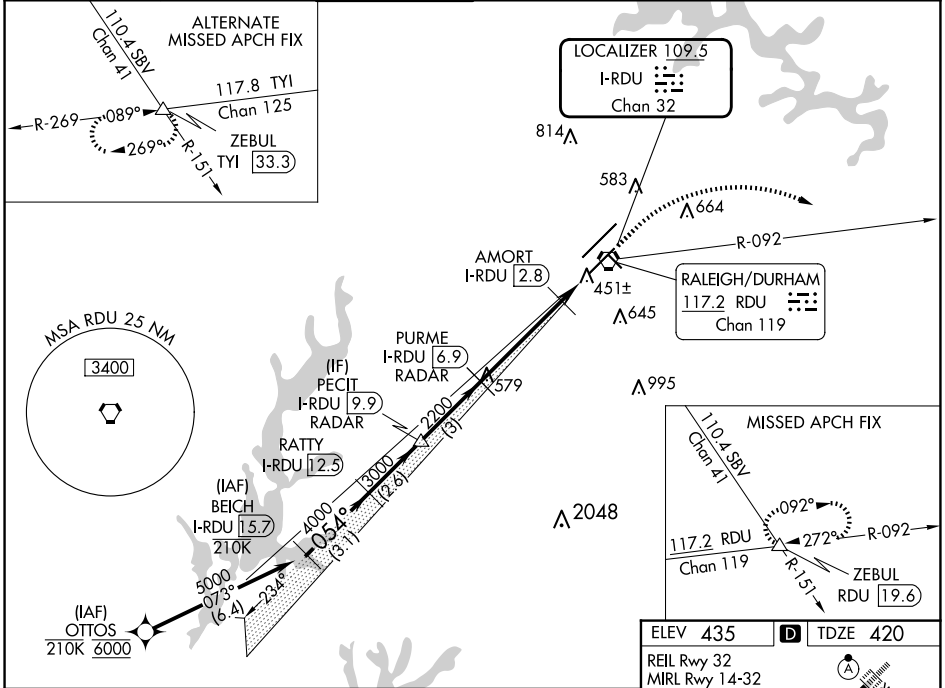 ALTERNATE
MISSED APCH FIX
110.4 SBV
Chan 41
117.8 TYI
Chan 125
R-269
089°
269°
R-151
ZEBUL
TYI 33.3
LOCALIZER 109.5
I-RDU
Chan 32
814
583
664
R-092
AMORT
I-RDU 2.8
451±
RALEIGH/DURHAM
117.2 RDU
Chan 119
645
MSA RDU 25 NM
3400
PURME
I-RDU 6.9
RADAR
579
(IF)
PECIT
I-RDU 9.9
RADAR
2200
(3)
995
RATTY
I-RDU 12.5
3000
(2.6)
(IAF)
BEICH
I-RDU 15.7
210K
4000
054°
(3.1)
2048
5000
073°
(6.4)
234°
(IAF)
OTTOS
210K 6000
MISSED APCH FIX
110.4 SBV
Chan 41
092°
272°
R-092
117.2 RDU
Chan 119
R-151
ZEBUL
RDU 19.6
ELEV 435
D
TDZE 420
REIL Rwy 32
MIRL Rwy 14-32
A